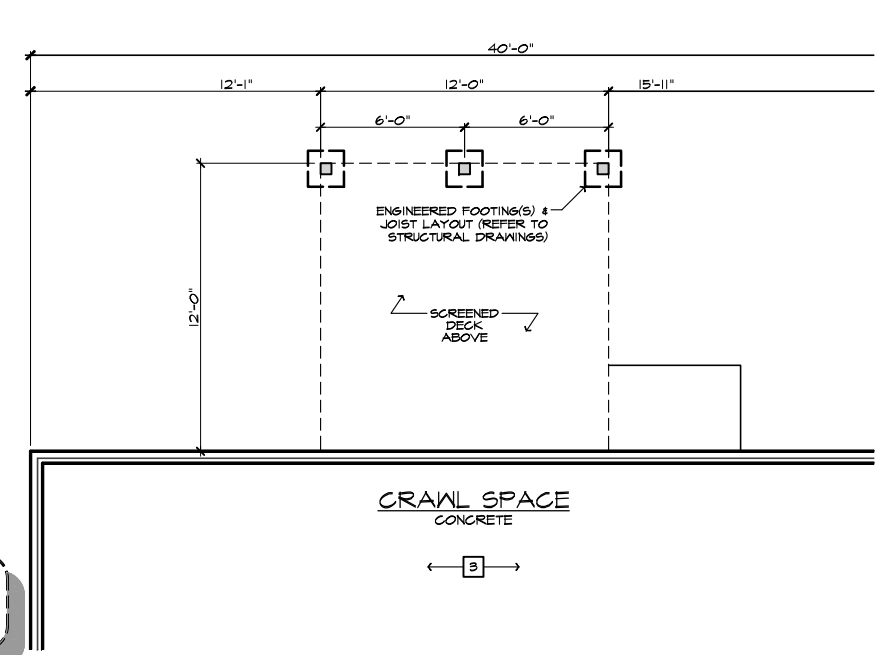 40'-0"
12'-1"
12'-0"
15'-11"
6'-0"
6'-0"
ENGINEERED FOOTING(S) &
JOIST LAYOUT (REFER TO
STRUCTURAL DRAWINGS)
12'-0"
SCREENED
DECK
ABOVE
CRAWL SPACE
CONCRETE
3